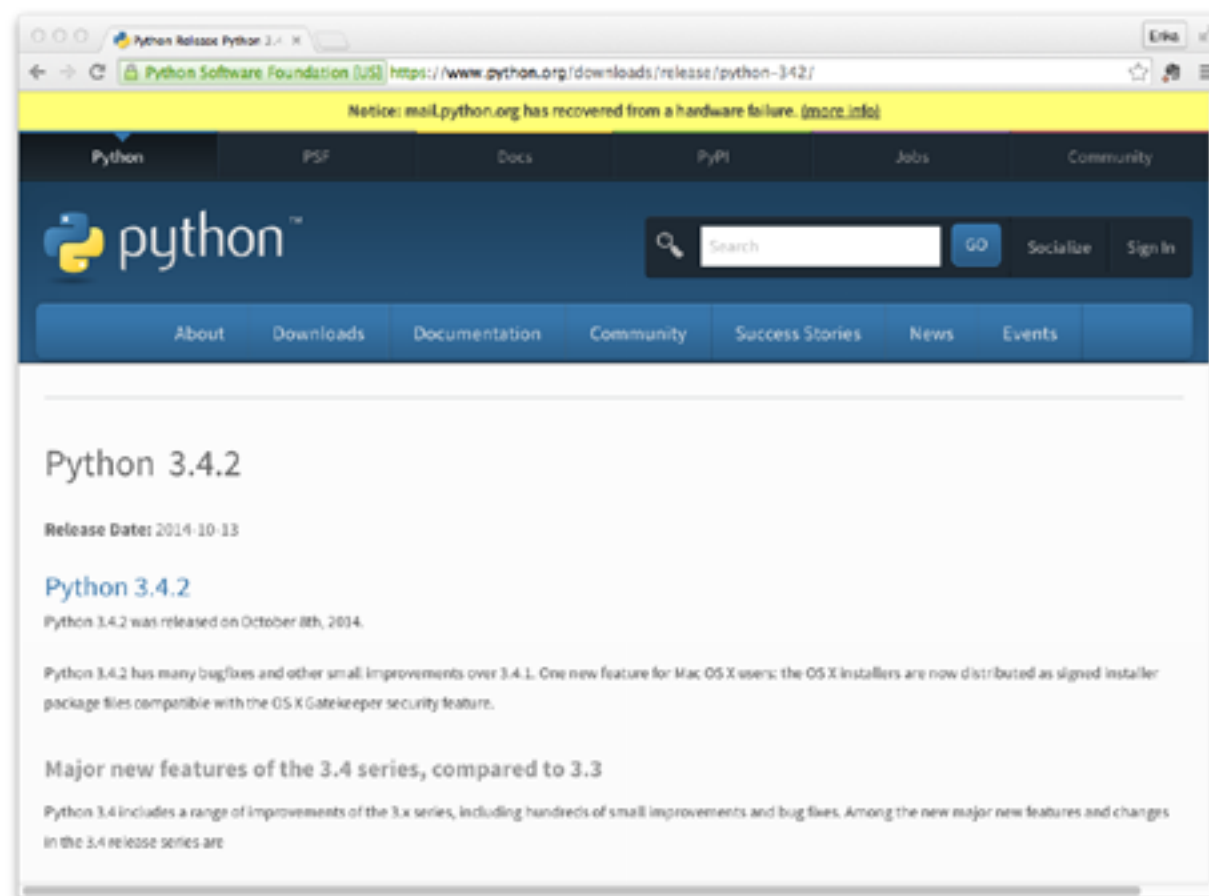 Python Release Python 3.4
Erika
Python Software Foundation [US] https://www.python.org/downloads/release/python-342/
Notice: mail.python.org has recovered from a hardware failure. (more info)
Python PSF Docs PyPI Jobs Community
python™
Search GO Socialize Sign In
About Downloads Documentation Community Success Stories News Events
Python 3.4.2
Release Date: 2014-10-13
Python 3.4.2
Python 3.4.2 was released on October 8th, 2014.
Python 3.4.2 has many bugfixes and other small improvements over 3.4.1. One new feature for Mac OS X users: the OS X installers are now distributed as signed installer
package files compatible with the OS X Gatekeeper security feature.
Major new features of the 3.4 series, compared to 3.3
Python 3.4 includes a range of improvements of the 3.x series, including hundreds of small improvements and bug fixes. Among the new major new features and changes
in the 3.4 release series are